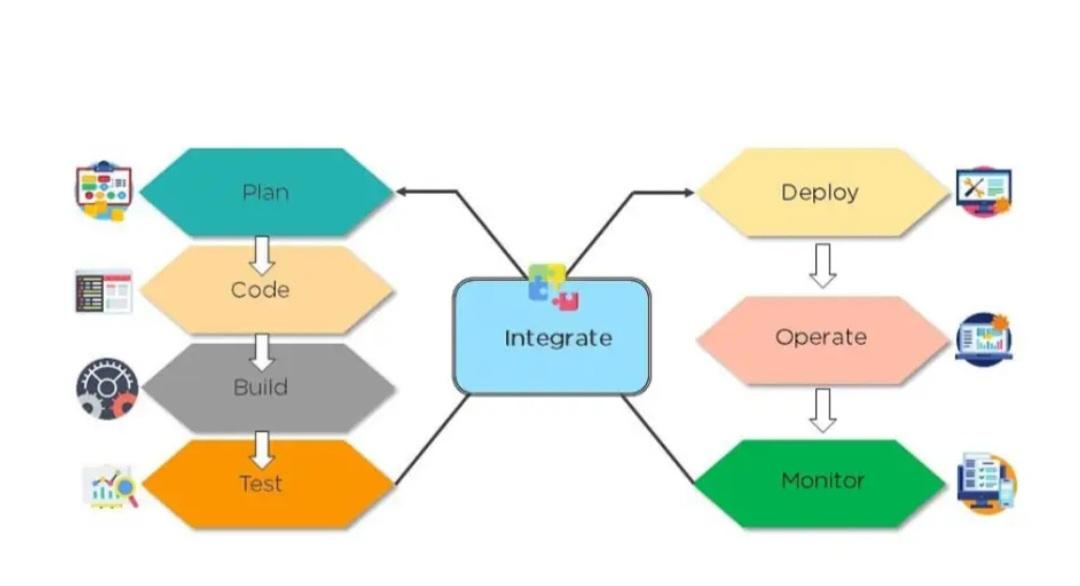 Plan
Code
Build
Test
Integrate
Deploy
Operate
Monitor